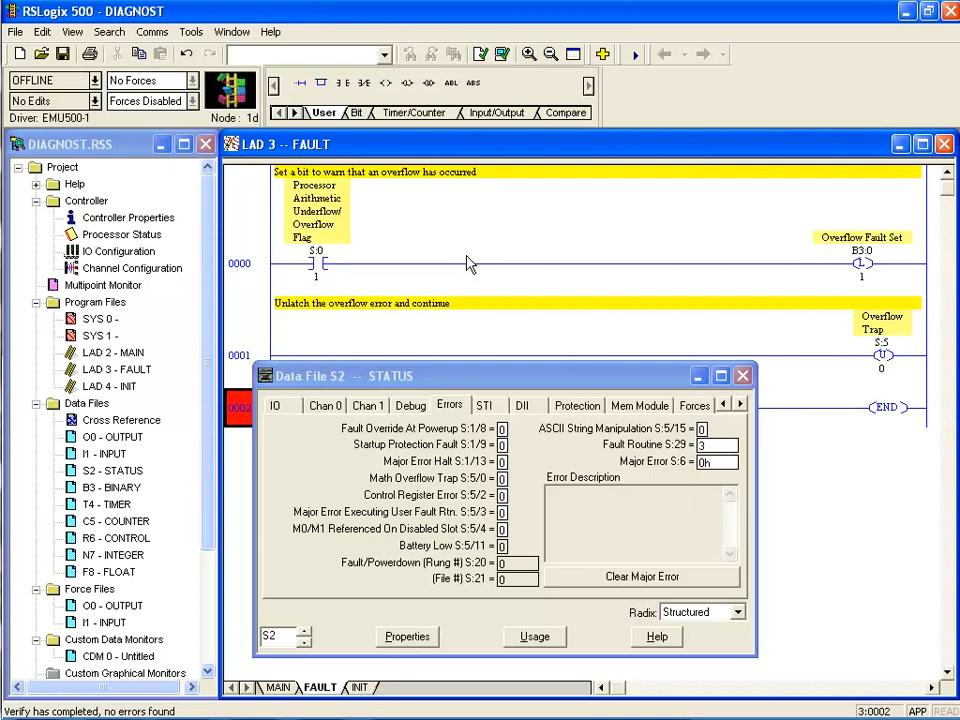 RSLogix 500 - DIAGNOST
File Edit View Search Comms Tools Window Help
OFFLINE No Forces
No Edits Forces Disabled
Driver: EMU500-1 Node : 1d
ABL ABS
User Bit Timer/Counter Input/Output Compare
DIAGNOST.RSS
Project
Help
Controller
Controller Properties
Processor Status
IO Configuration
Channel Configuration
Multipoint Monitor
Program Files
SYS 0 -
SYS 1 -
LAD 2 - MAIN
LAD 3 - FAULT
LAD 4 - INIT
Data Files
Cross Reference
O0 - OUTPUT
I1 - INPUT
S2 - STATUS
B3 - BINARY
T4 - TIMER
C5 - COUNTER
R6 - CONTROL
N7 - INTEGER
F8 - FLOAT
Force Files
O0 - OUTPUT
I1 - INPUT
Custom Data Monitors
CDM 0 - Untitled
Custom Graphical Monitors
LAD 3 -- FAULT
Set a bit to warn that an overflow has occurred
Processor
Arithmetic
Underflow/
Overflow
Flag
S:0
1
0000
Overflow Fault Set
B3:0
L
1
Unlatch the overflow error and continue
Overflow
Trap
S:5
U
0
0001
0002
END
Data File S2 -- STATUS
IO Chan 0 Chan 1 Debug Errors STI DII Protection Mem Module Forces
Fault Override At Powerup S:1/8 = 0
Startup Protection Fault S:1/9 = 0
Major Error Halt S:1/13 = 0
Math Overflow Trap S:5/0 = 0
Control Register Error S:5/2 = 0
Major Error Executing User Fault Rtn. S:5/3 = 0
M0/M1 Referenced On Disabled Slot S:5/4 = 0
Battery Low S:5/11 = 0
Fault/Powerdown (Rung #) S:20 = 0
(File #) S:21 = 0
ASCII String Manipulation S:5/15 = 0
Fault Routine S:29 = 3
Major Error S:6 = 0h
Error Description
Clear Major Error
Radix: Structured
S2 Properties Usage Help
MAIN FAULT INIT
Verify has completed, no errors found 3:0002 APP READ